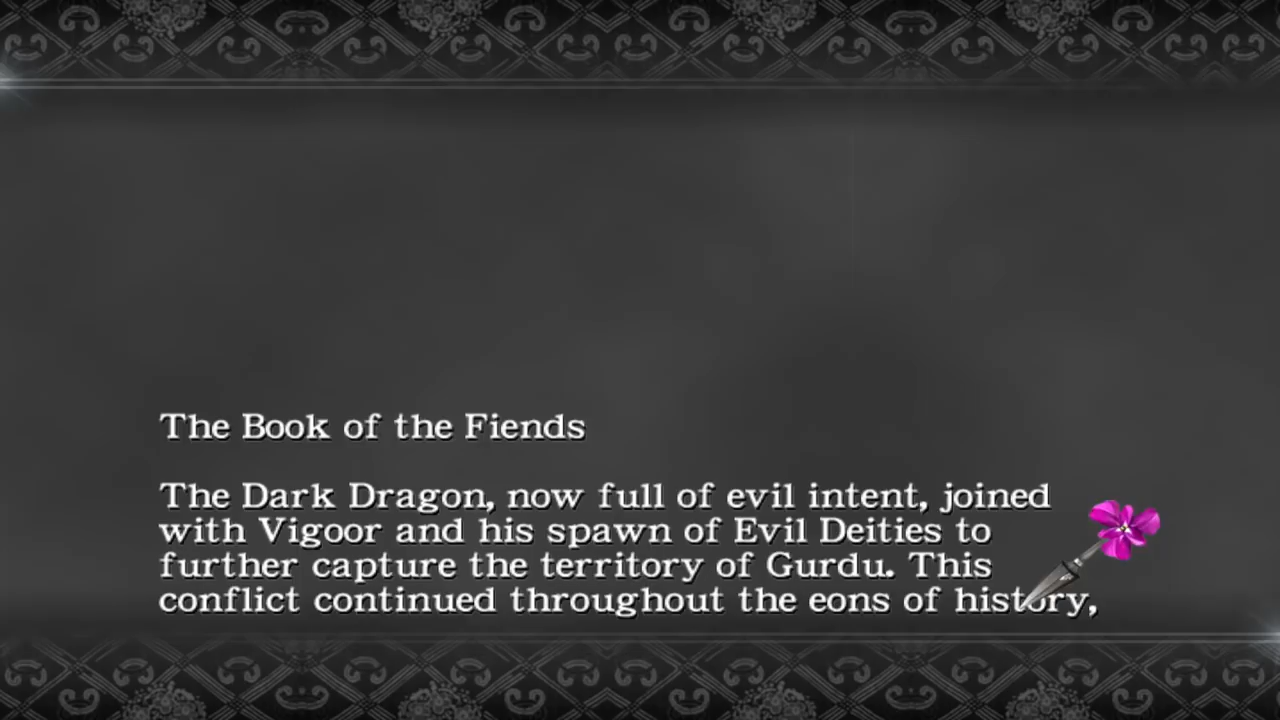 The Book of the Fiends
The Dark Dragon, now full of evil intent, joined
with Vigoor and his spawn of Evil Deities to
further capture the territory of Gurdu. This
conflict continued throughout the eons of history,